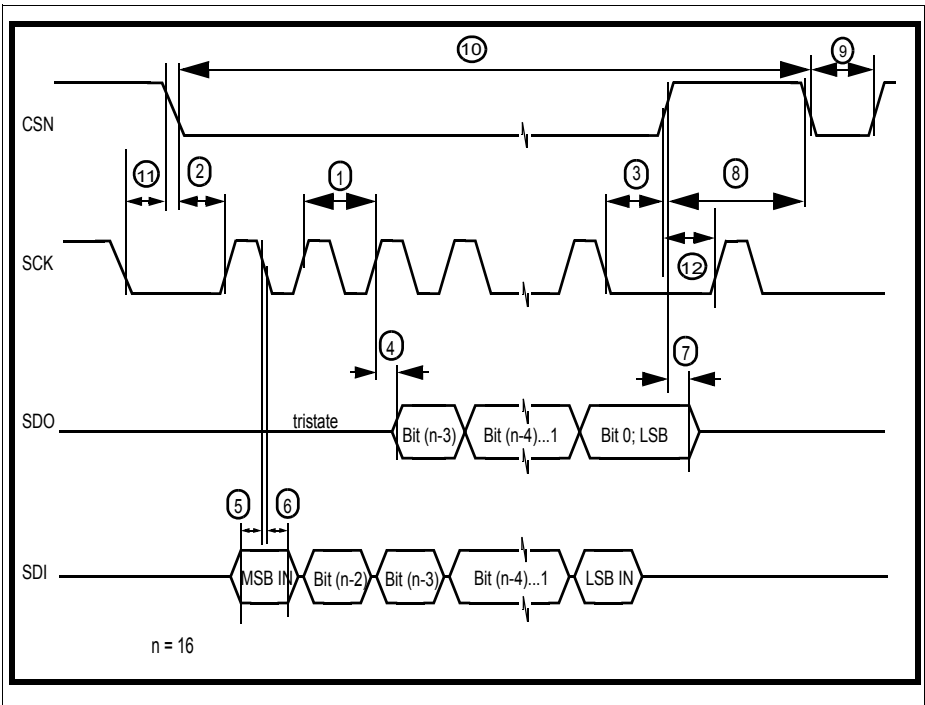 10
9
CSN
11
2
1
3
8
SCK
12
4
7
SDO
tristate
Bit (n-3)
Bit (n-4)...1
Bit 0; LSB
5
6
SDI
MSB IN
Bit (n-2)
Bit (n-3)
Bit (n-4)...1
LSB IN
n = 16